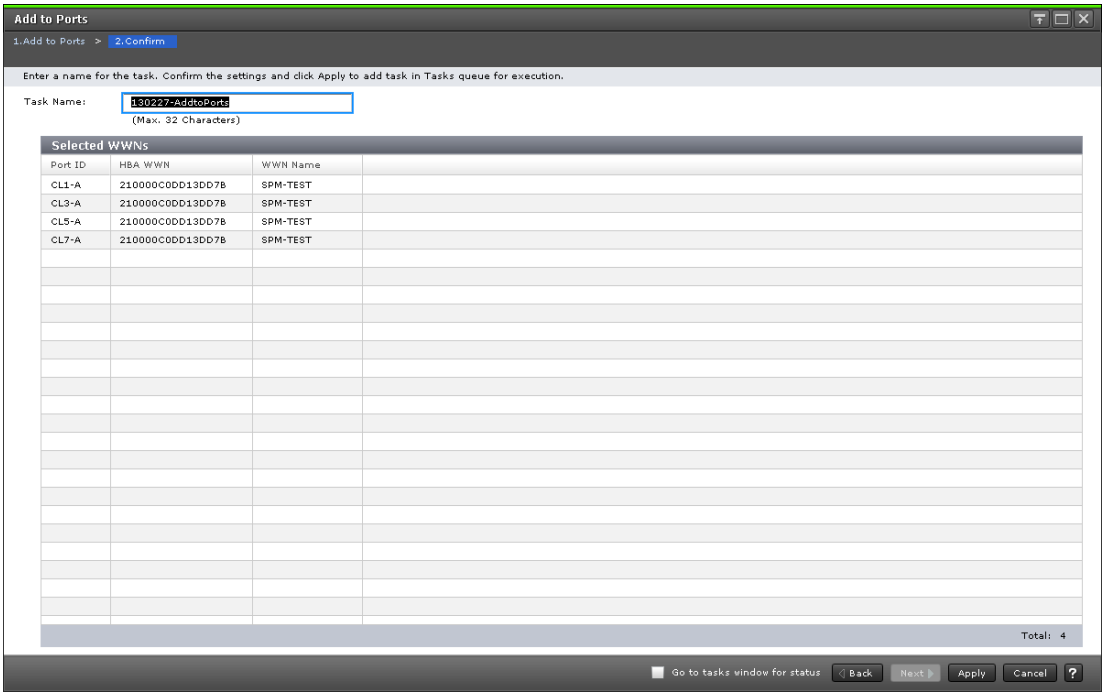 Add to Ports
1.Add to Ports > 2.Confirm
Enter a name for the task. Confirm the settings and click Apply to add task in Tasks queue for execution.
Task Name: 130227-AddtoPorts
(Max. 32 Characters)
Selected WWNs
Port ID HBA WWN WWN Name
CL1-A 210000C0DD13DD7B SPM-TEST
CL3-A 210000C0DD13DD7B SPM-TEST
CL5-A 210000C0DD13DD7B SPM-TEST
CL7-A 210000C0DD13DD7B SPM-TEST
Total: 4
Go to tasks window for status Back Next Apply Cancel ?